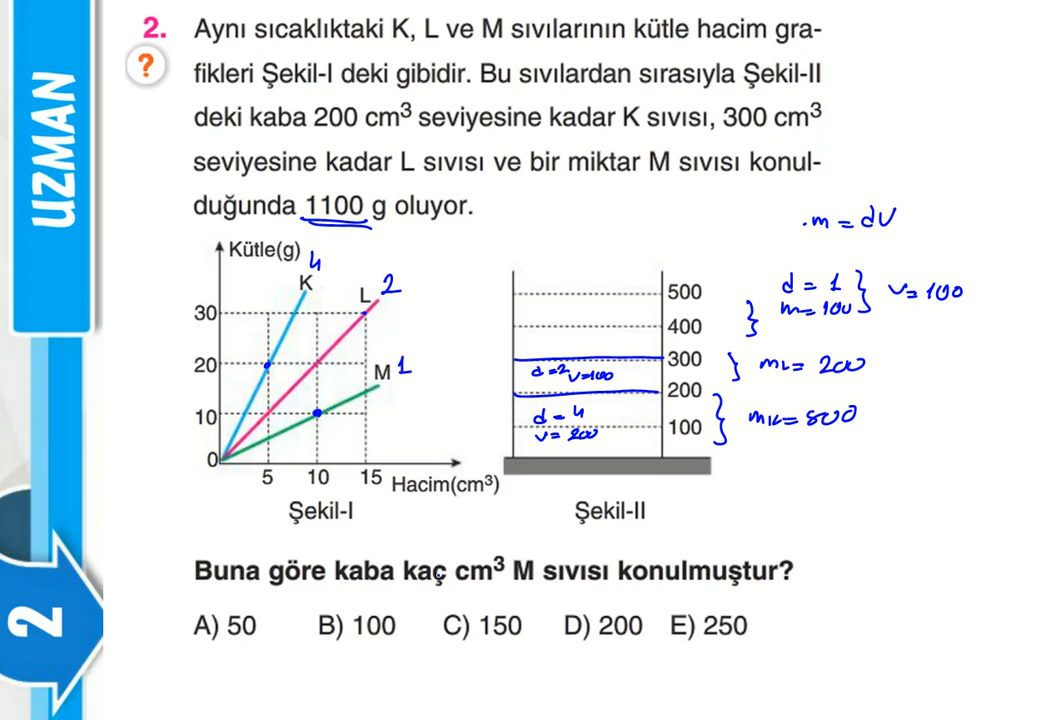 UZMAN
2
2. Aynı sıcaklıktaki K, L ve M sıvılarının kütle hacim gra-
? fikleri Şekil-I deki gibidir. Bu sıvılardan sırasıyla Şekil-II
deki kaba 200 cm³ seviyesine kadar K sıvısı, 300 cm³
seviyesine kadar L sıvısı ve bir miktar M sıvısı konul-
duğunda 1100 g oluyor.
m = dV
Kütle(g)
4
K
L 2
M 1
30
20
10
0
5 10 15 Hacim(cm³)
Şekil-I
500
400
300
200
100
d = 2 V = 100
d = 4
V = 200
d = 1 } V = 100
m = 100
} mL = 200
} mK = 800
Şekil-II
Buna göre kaba kaç cm³ M sıvısı konulmuştur?
A) 50 B) 100 C) 150 D) 200 E) 250